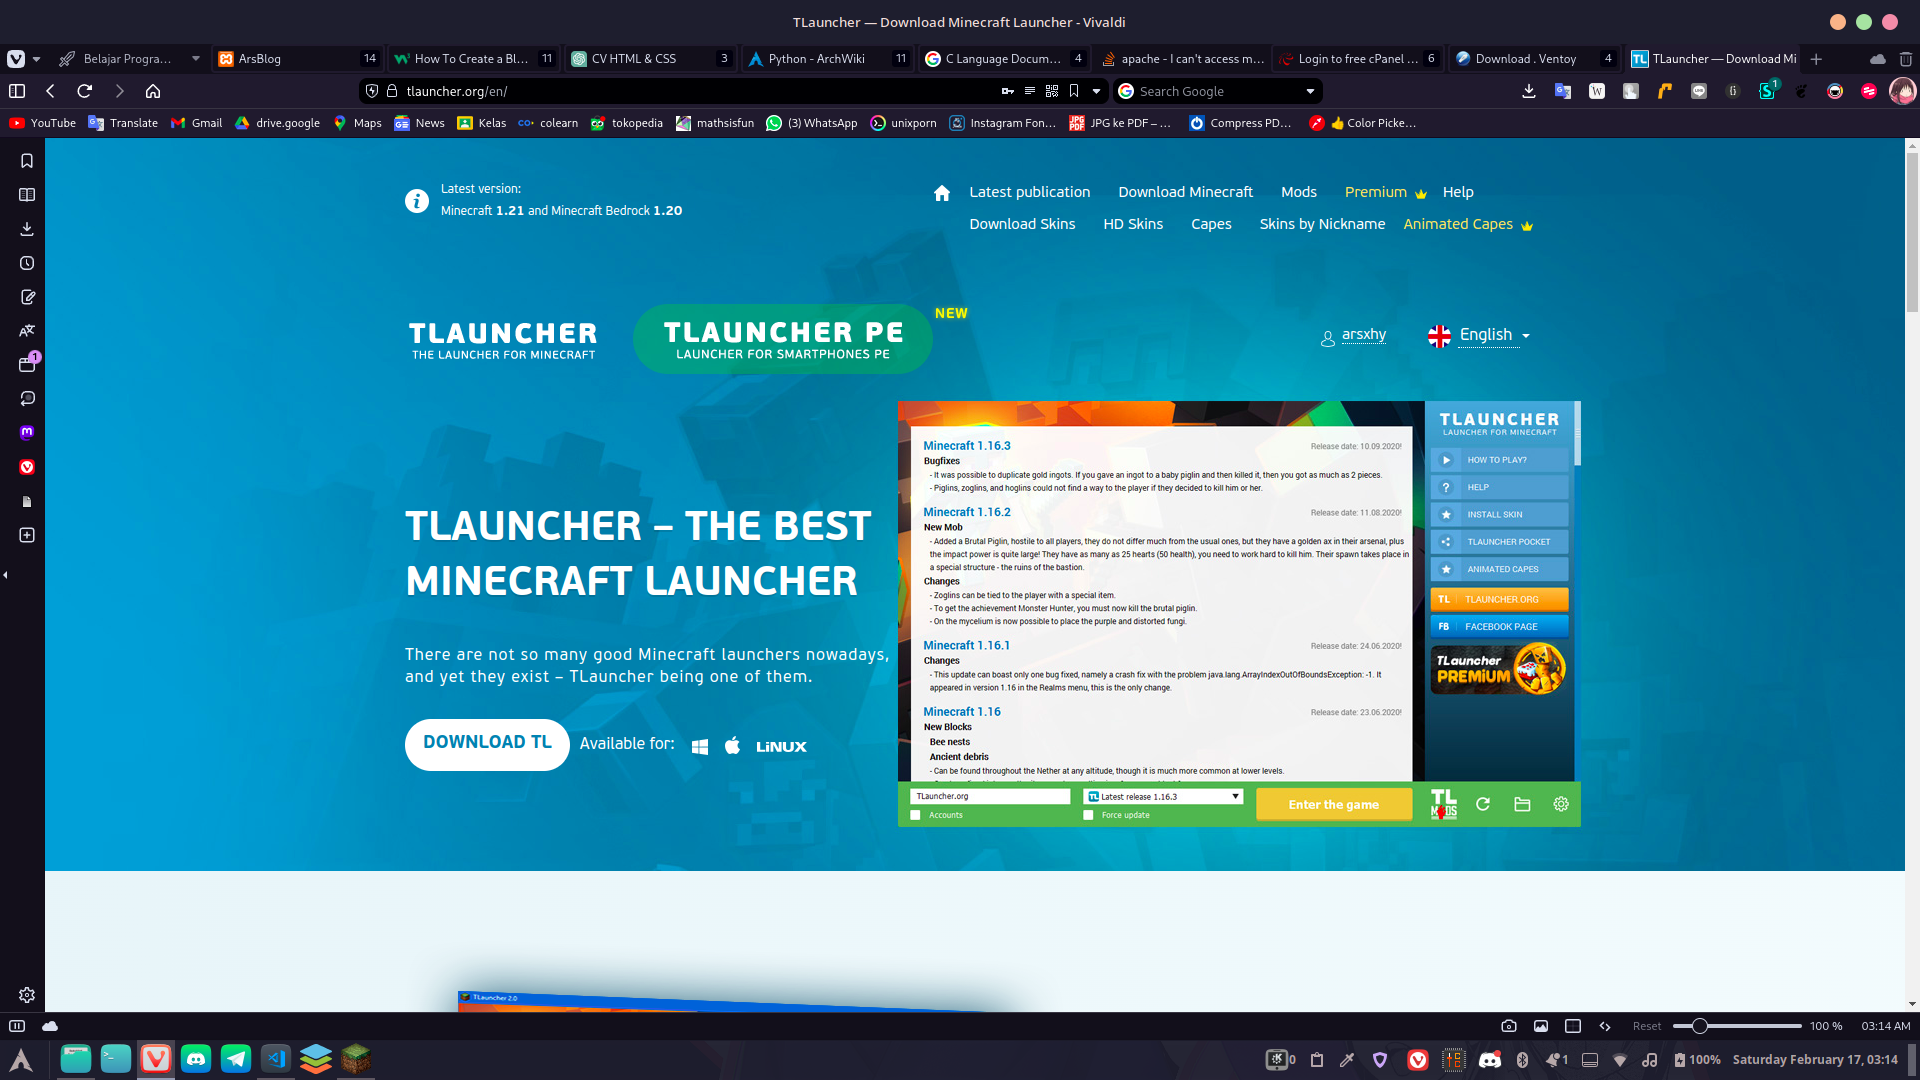 TLauncher — Download Minecraft Launcher - Vivaldi
Belajar Progra...
ArsBlog 14
How To Create a Bl... 11
CV HTML & CSS 3
Python - ArchWiki 11
C Language Docum... 4
apache - I can't access m...
Login to free cPanel ... 6
Download . Ventoy 4
TL TLauncher — Download Mi
tlauncher.org/en/
Search Google
1
YouTube Translate Gmail drive.google Maps News Kelas colearn tokopedia mathsisfun (3) WhatsApp unixporn Instagram Fon... JPG ke PDF – ... Compress PD... Color Picke...
Latest version:
Minecraft 1.21 and Minecraft Bedrock 1.20
Latest publication Download Minecraft Mods Premium Help
Download Skins HD Skins Capes Skins by Nickname Animated Capes
TLAUNCHER
THE LAUNCHER FOR MINECRAFT
TLAUNCHER PE
LAUNCHER FOR SMARTPHONES PE
NEW
arsxhy
English
1
TLAUNCHER – THE BEST
MINECRAFT LAUNCHER
There are not so many good Minecraft launchers nowadays,
and yet they exist – TLauncher being one of them.
DOWNLOAD TL
Available for:
LiNUX
Minecraft 1.16.3 Release date: 10.09.2020!
Bugfixes
- It was possible to duplicate gold ingots. If you gave an ingot to a baby piglin and then killed it, then you got as much as 2 pieces.
- Piglins, zoglins, and hoglins could not find a way to the player if they decided to kill him or her.
Minecraft 1.16.2 Release date: 11.08.2020!
New Mob
- Added a Brutal Piglin, hostile to all players, they do not differ much from the usual ones, but they have a golden ax in their arsenal, plus
the impact power is quite large! They have as many as 25 hearts (50 health), you need to work hard to kill him. Their spawn takes place in
a special structure - the ruins of the bastion.
Changes
- Zoglins can be tied to the player with a special item.
- To get the achievement Monster Hunter, you must now kill the brutal piglin.
- On the mycelium is now possible to place the purple and distorted fungi.
Minecraft 1.16.1 Release date: 24.06.2020!
Changes
- This update can boast only one bug fixed, namely a crash fix with the problem java.lang.ArrayIndexOutOfBoundsException: -1. It
appeared in version 1.16 in the Realms menu, this is the only change.
Minecraft 1.16 Release date: 23.06.2020!
New Blocks
Bee nests
Ancient debris
- Can be found throughout the Nether at any altitude, though it is much more common at lower levels.
TLAUNCHER
LAUNCHER FOR MINECRAFT
HOW TO PLAY?
HELP
INSTALL SKIN
TLAUNCHER POCKET
ANIMATED CAPES
TL TLAUNCHER.ORG
FB FACEBOOK PAGE
TLauncher
PREMIUM
TLauncher.org
Accounts
TL Latest release 1.16.3
Force update
Enter the game
TL
MODS
TLauncher 2.0
Reset 100 % 03:14 AM
0 1 100% Saturday February 17, 03:14